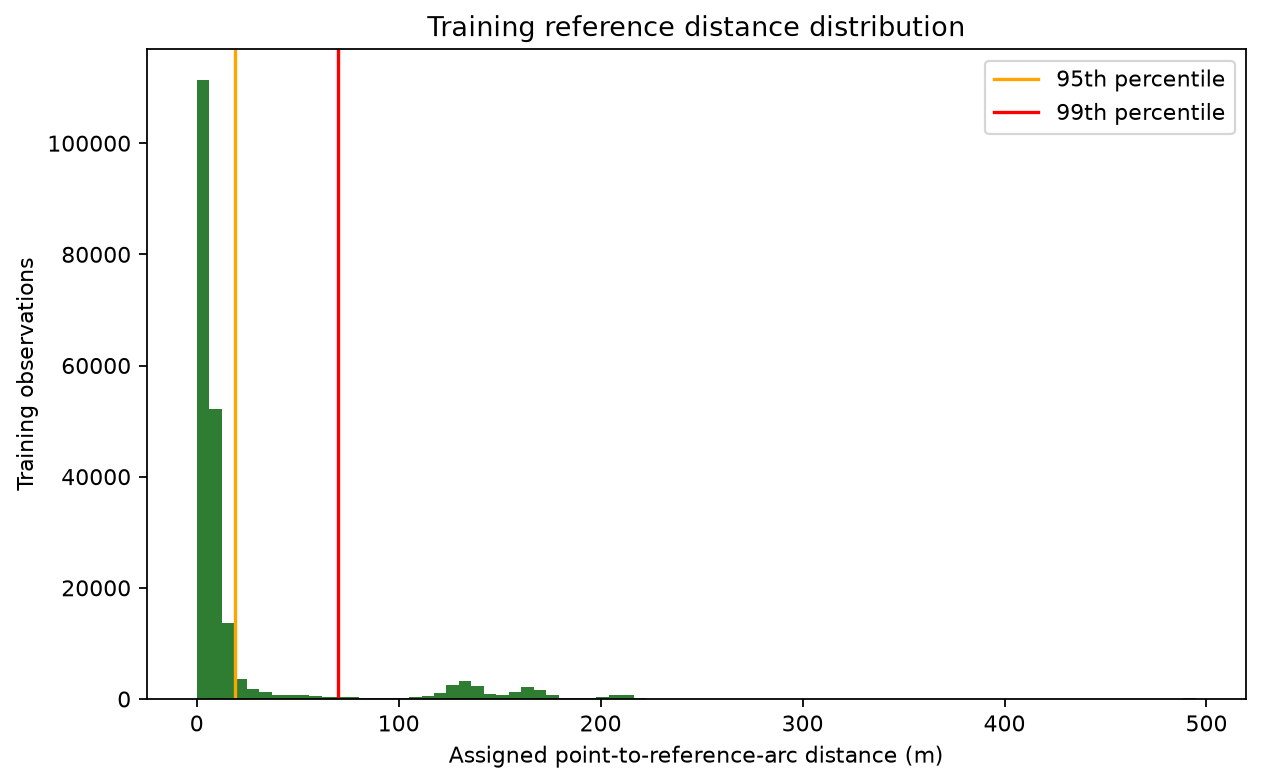 Training reference distance distribution
95th percentile
99th percentile
Training observations
100000
80000
60000
40000
20000
0
0 100 200 300 400 500
Assigned point-to-reference-arc distance (m)